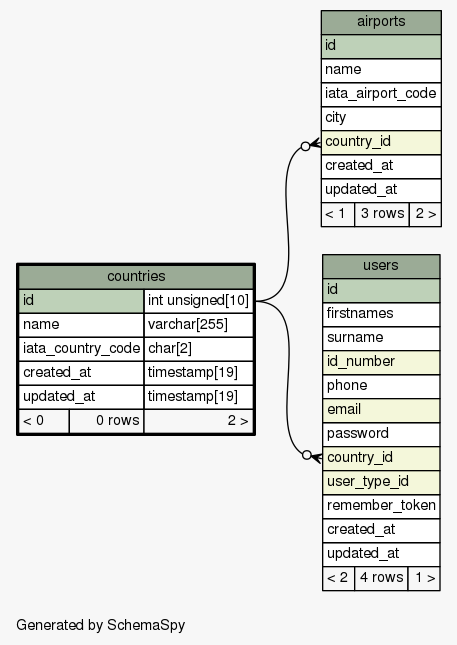 airports
id
name
iata_airport_code
city
country_id
created_at
updated_at
< 1 3 rows 2 >
countries
id int unsigned[10]
name varchar[255]
iata_country_code char[2]
created_at timestamp[19]
updated_at timestamp[19]
< 0 0 rows 2 >
users
id
firstnames
surname
id_number
phone
email
password
country_id
user_type_id
remember_token
created_at
updated_at
< 2 4 rows 1 >
Generated by SchemaSpy